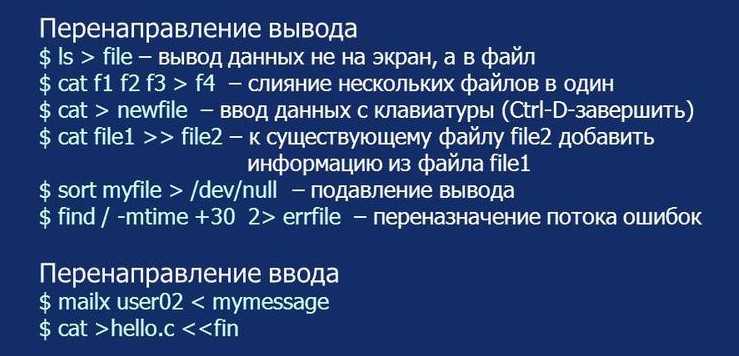 Перенаправление вывода
$ ls > file – вывод данных не на экран, а в файл
$ cat f1 f2 f3 > f4 – слияние нескольких файлов в один
$ cat > newfile – ввод данных с клавиатуры (Ctrl-D-завершить)
$ cat file1 >> file2 – к существующему файлу file2 добавить
информацию из файла file1
$ sort myfile > /dev/null – подавление вывода
$ find / -mtime +30 2> errfile – переназначение потока ошибок
Перенаправление ввода
$ mailx user02 < mymessage
$ cat >hello.c <<fin